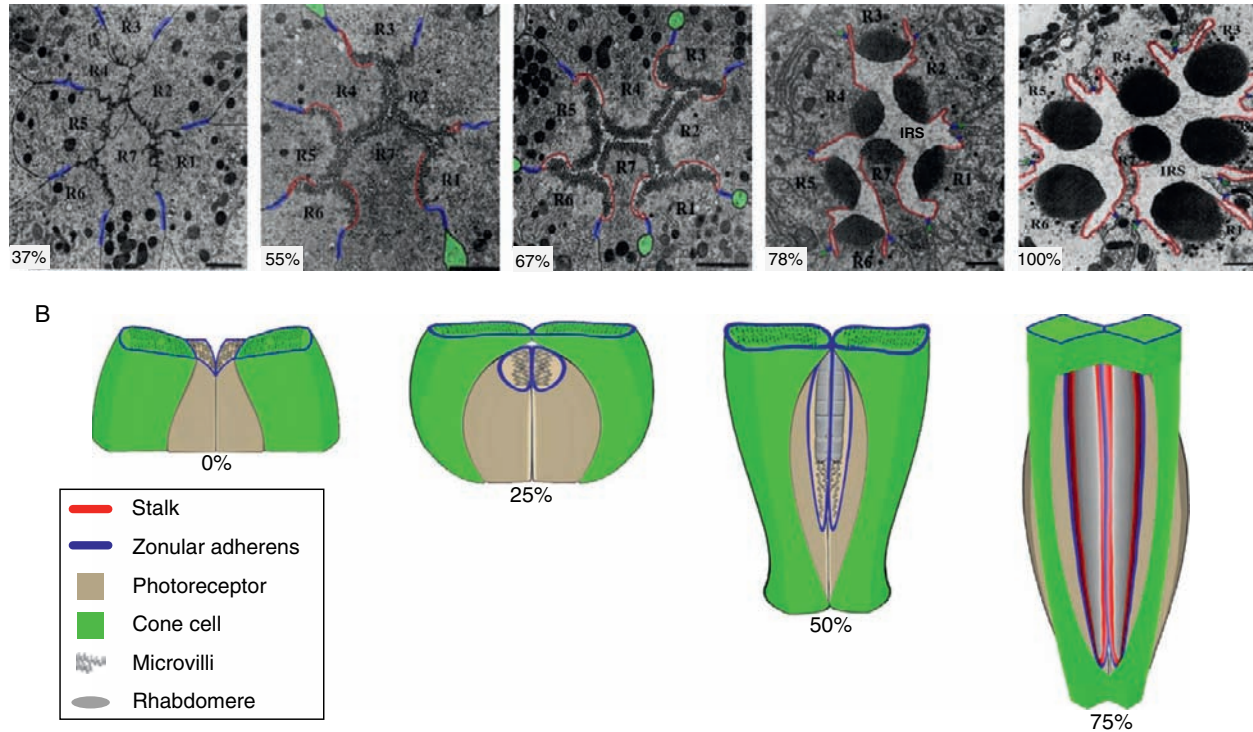 R3
R4
R2
R5
R7
R1
R6
37%
R3
R4
R2
R5
R7
R1
R6
55%
R3
R4
R5
R2
R7
R6
R1
67%
R3
R2
R4
IRS
R7
R5
R1
R6
78%
R3
R4
R5
R7
IRS
R6
R1
100%
B
0%
25%
50%
75%
Stalk
Zonular adherens
Photoreceptor
Cone cell
Microvilli
Rhabdomere